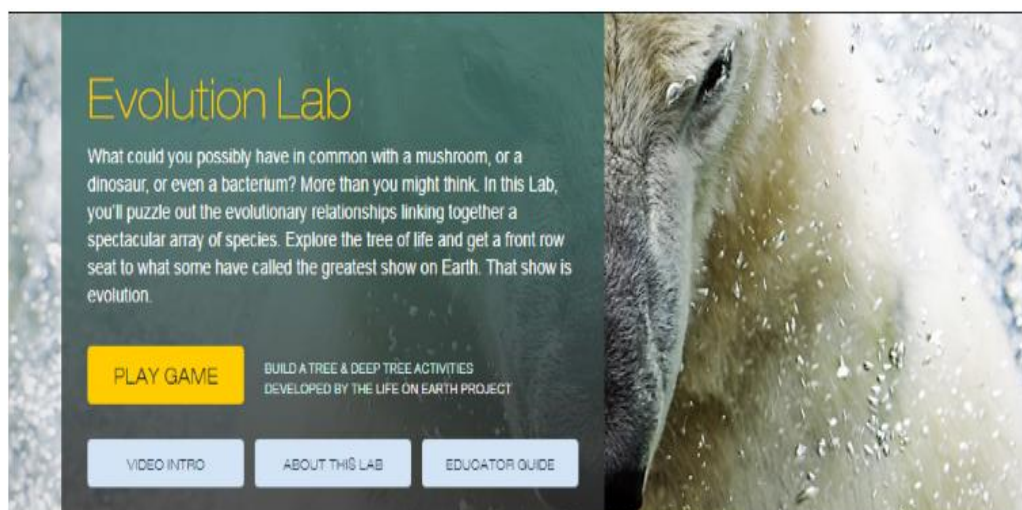 Evolution Lab
What could you possibly have in common with a mushroom, or a
dinosaur, or even a bacterium? More than you might think. In this Lab,
you'll puzzle out the evolutionary relationships linking together a
spectacular array of species. Explore the tree of life and get a front row
seat to what some have called the greatest show on Earth. That show is
evolution.
PLAY GAME
BUILD A TREE & DEEP TREE ACTIVITIES
DEVELOPED BY THE LIFE ON EARTH PROJECT
VIDEO INTRO
ABOUT THIS LAB
EDUCATOR GUIDE